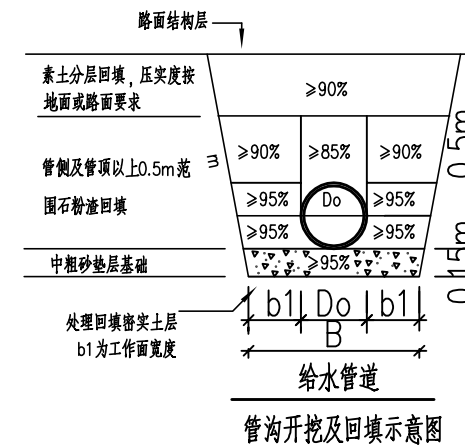 路面结构层
素土分层回填，压实度按
地面或路面要求
≥90%
管侧及管顶以上0.5m范
围石粉渣回填
m
≥90%
≥85%
≥90%
0.5m
≥95%
Do
≥95%
≥95%
≥95%
中粗砂垫层基础
≥95%
0.15m
处理回填密实土层
b1为工作面宽度
b1
Do
b1
B
给水管道
管沟开挖及回填示意图